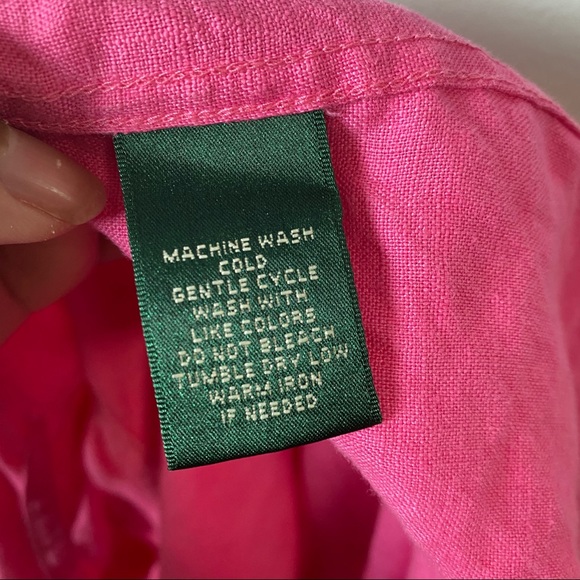 MACHINE WASH
COLD
GENTLE CYCLE
WASH WITH
LIKE COLORS
DO NOT BLEACH
TUMBLE DRY LOW
WARM IRON
IF NEEDED